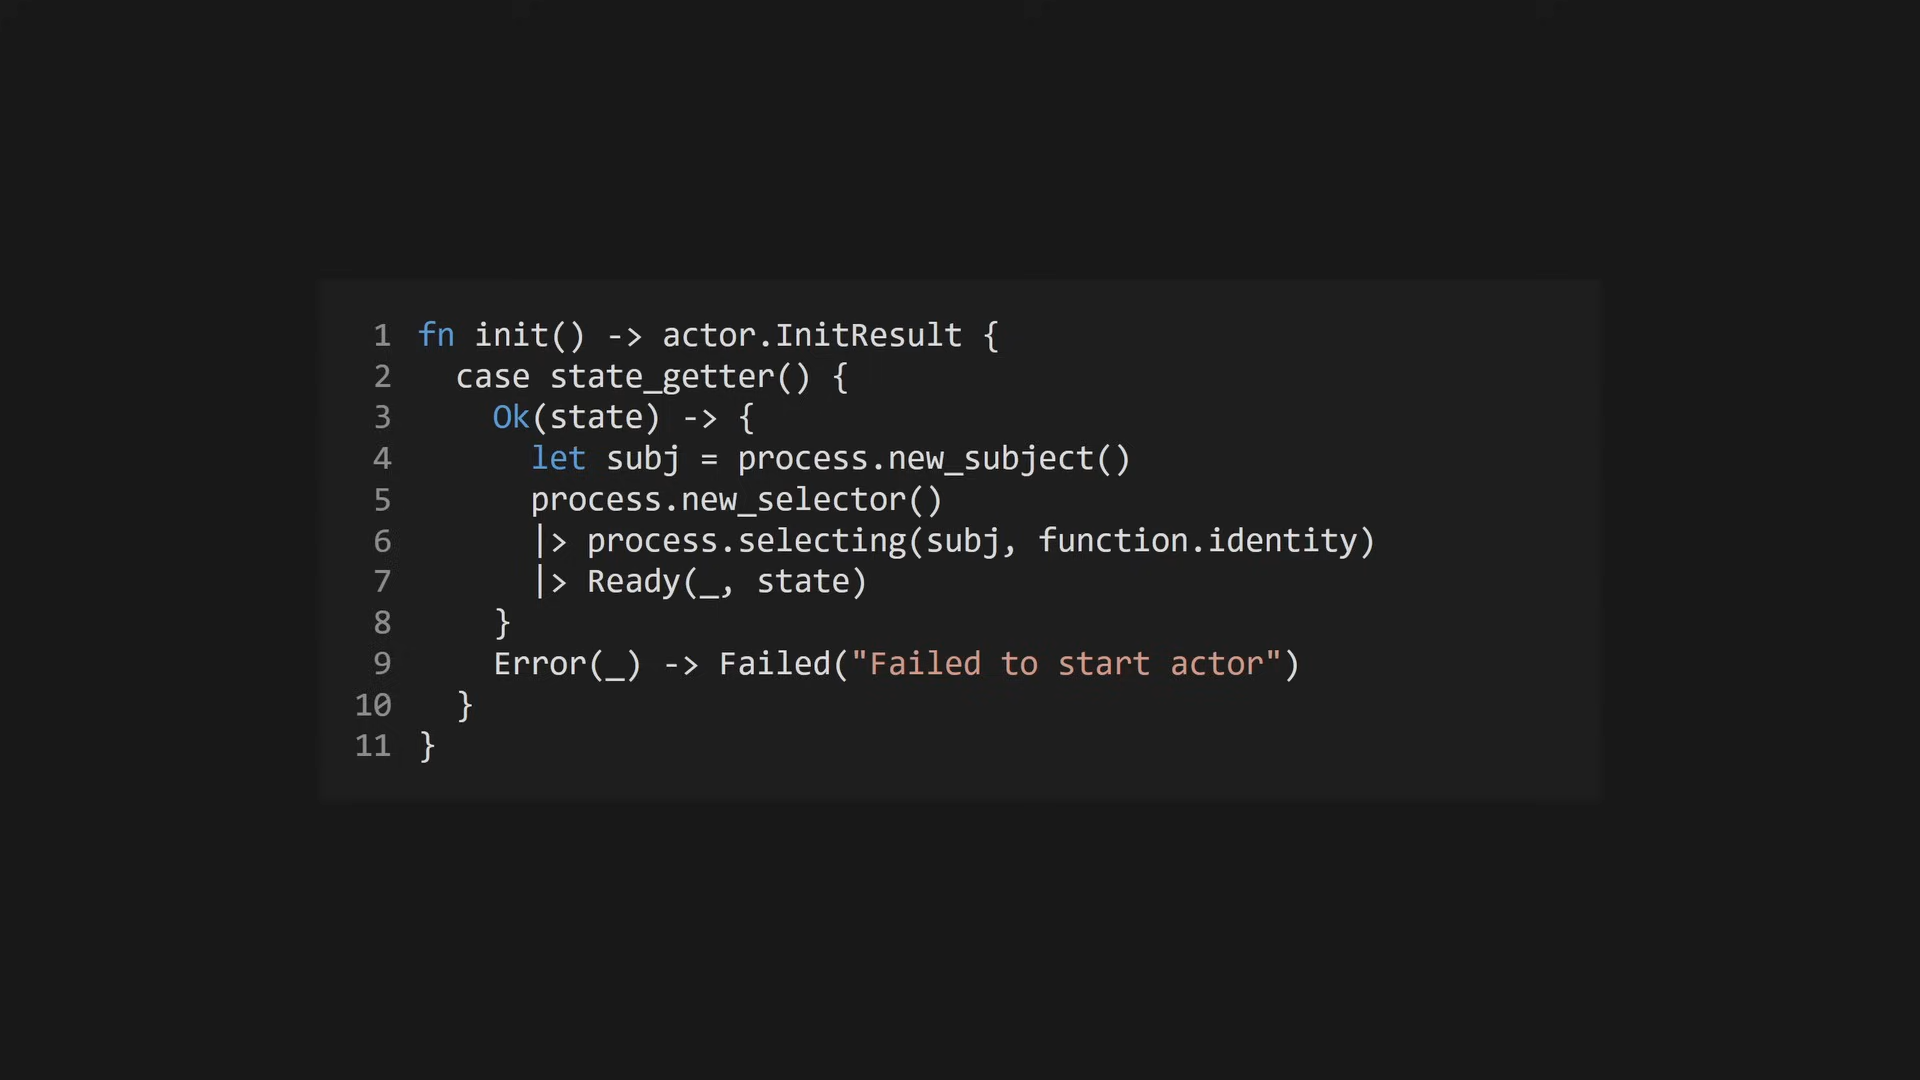 1 fn init() -> actor.InitResult {
2   case state_getter() {
3     Ok(state) -> {
4       let subj = process.new_subject()
5       process.new_selector()
6       |> process.selecting(subj, function.identity)
7       |> Ready(_, state)
8     }
9     Error(_) -> Failed("Failed to start actor")
10   }
11 }